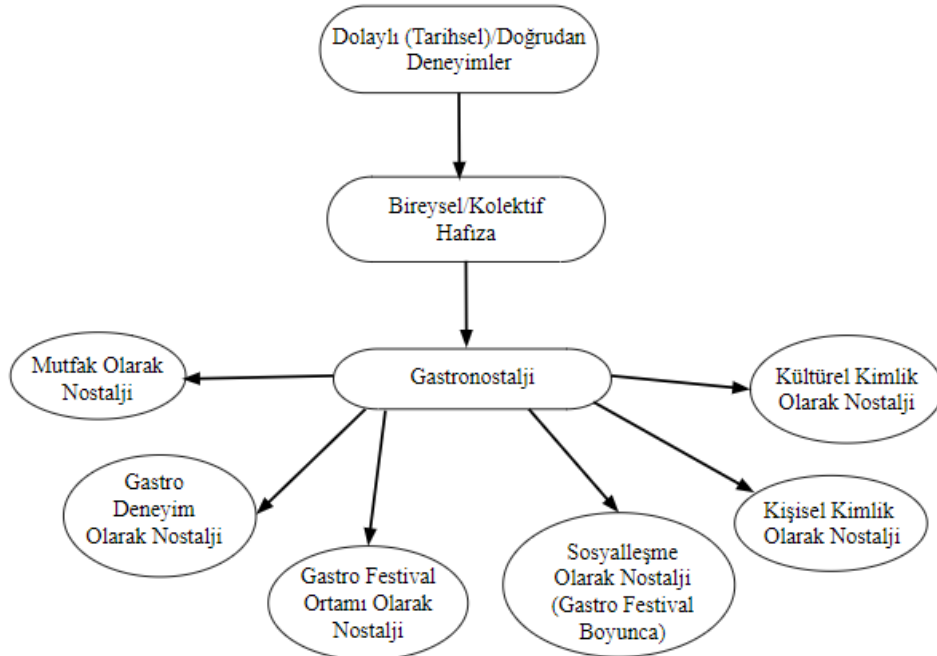 Dolaylı (Tarihsel)/Doğrudan
Deneyimler
Bireysel/Kolektif
Hafıza
Gastronostalji
Mutfak Olarak
Nostalji
Kültürel Kimlik
Olarak Nostalji
Gastro
Deneyim
Olarak Nostalji
Kişisel Kimlik
Olarak Nostalji
Gastro Festival
Ortamı Olarak
Nostalji
Sosyalleşme
Olarak Nostalji
(Gastro Festival
Boyunca)